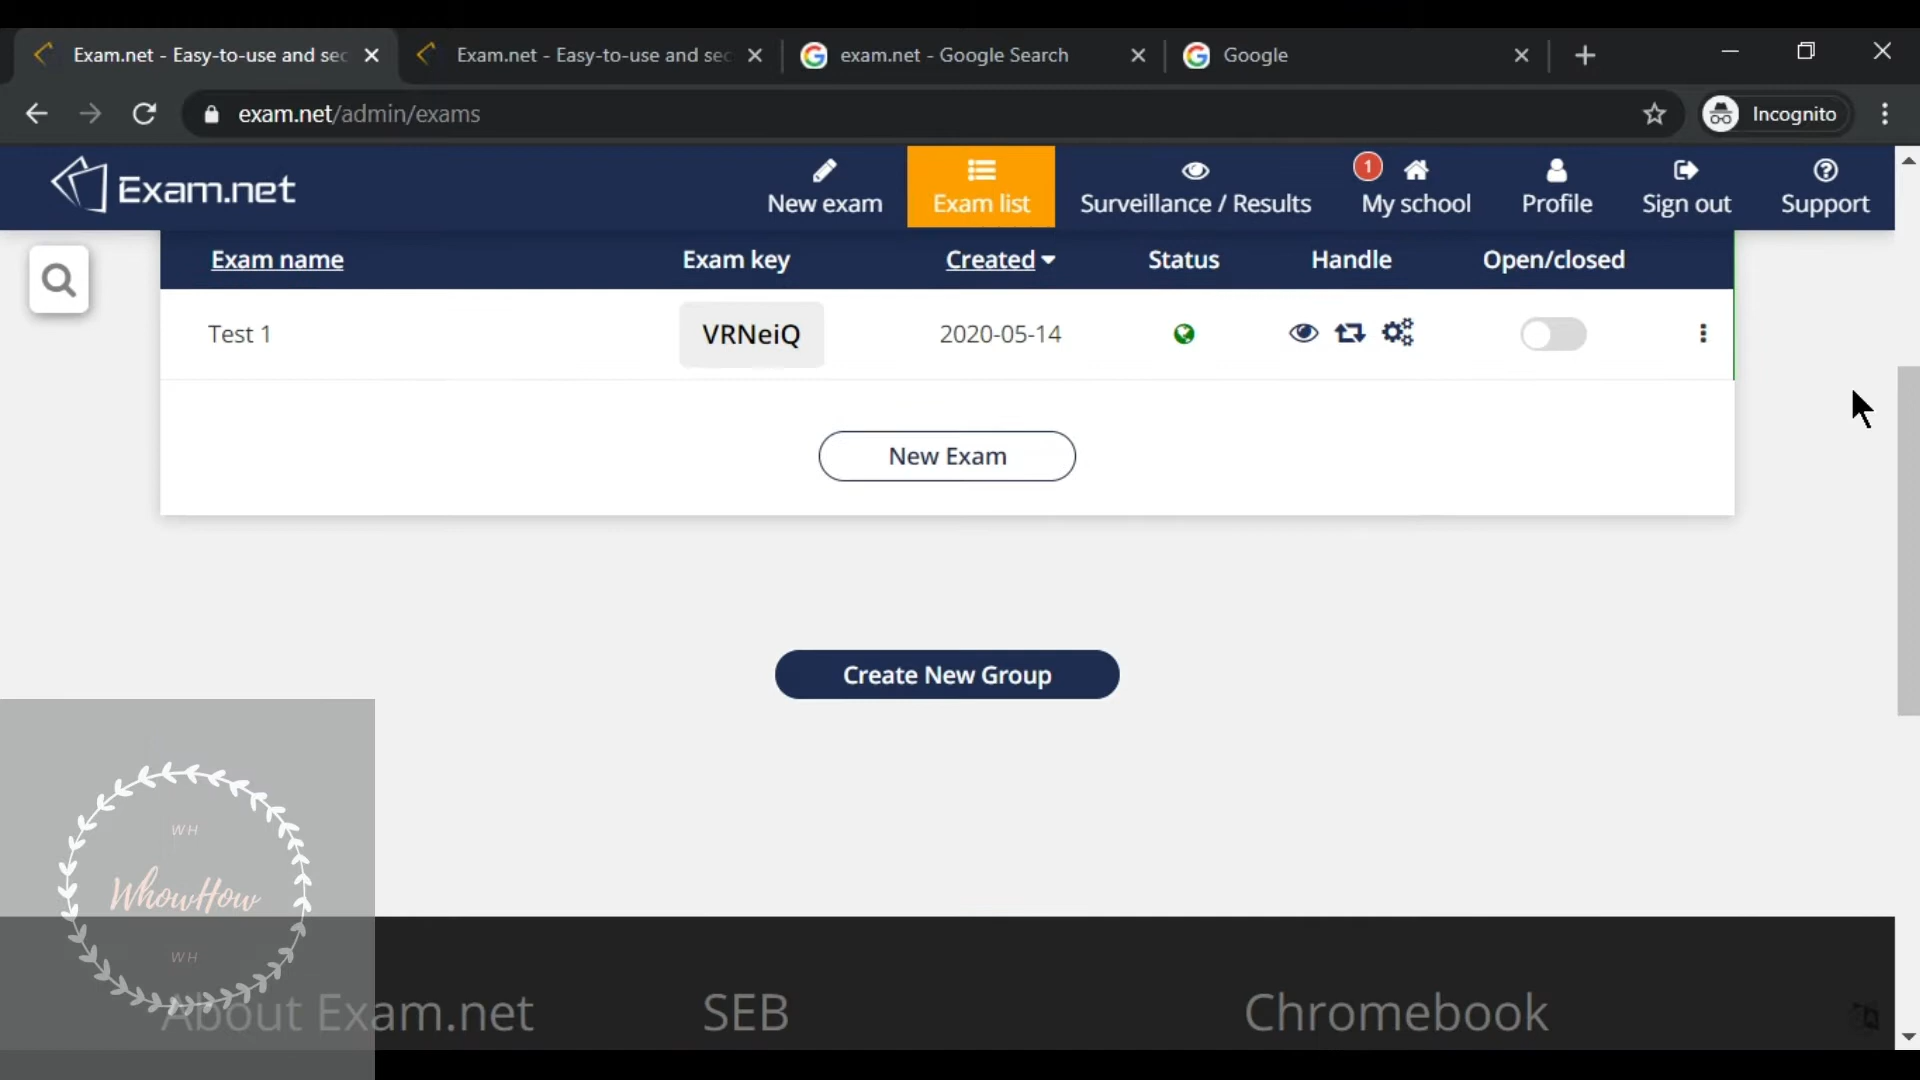 Exam.net - Easy-to-use and sec
Exam.net - Easy-to-use and sec
exam.net - Google Search
Google
exam.net/admin/exams
Incognito
Exam.net
New exam
Exam list
Surveillance / Results
1
My school
Profile
Sign out
Support
Exam name
Exam key
Created
Status
Handle
Open/closed
Test 1
VRNeiQ
2020-05-14
New Exam
Create New Group
WH
WhowHow
WH
About Exam.net
SEB
Chromebook